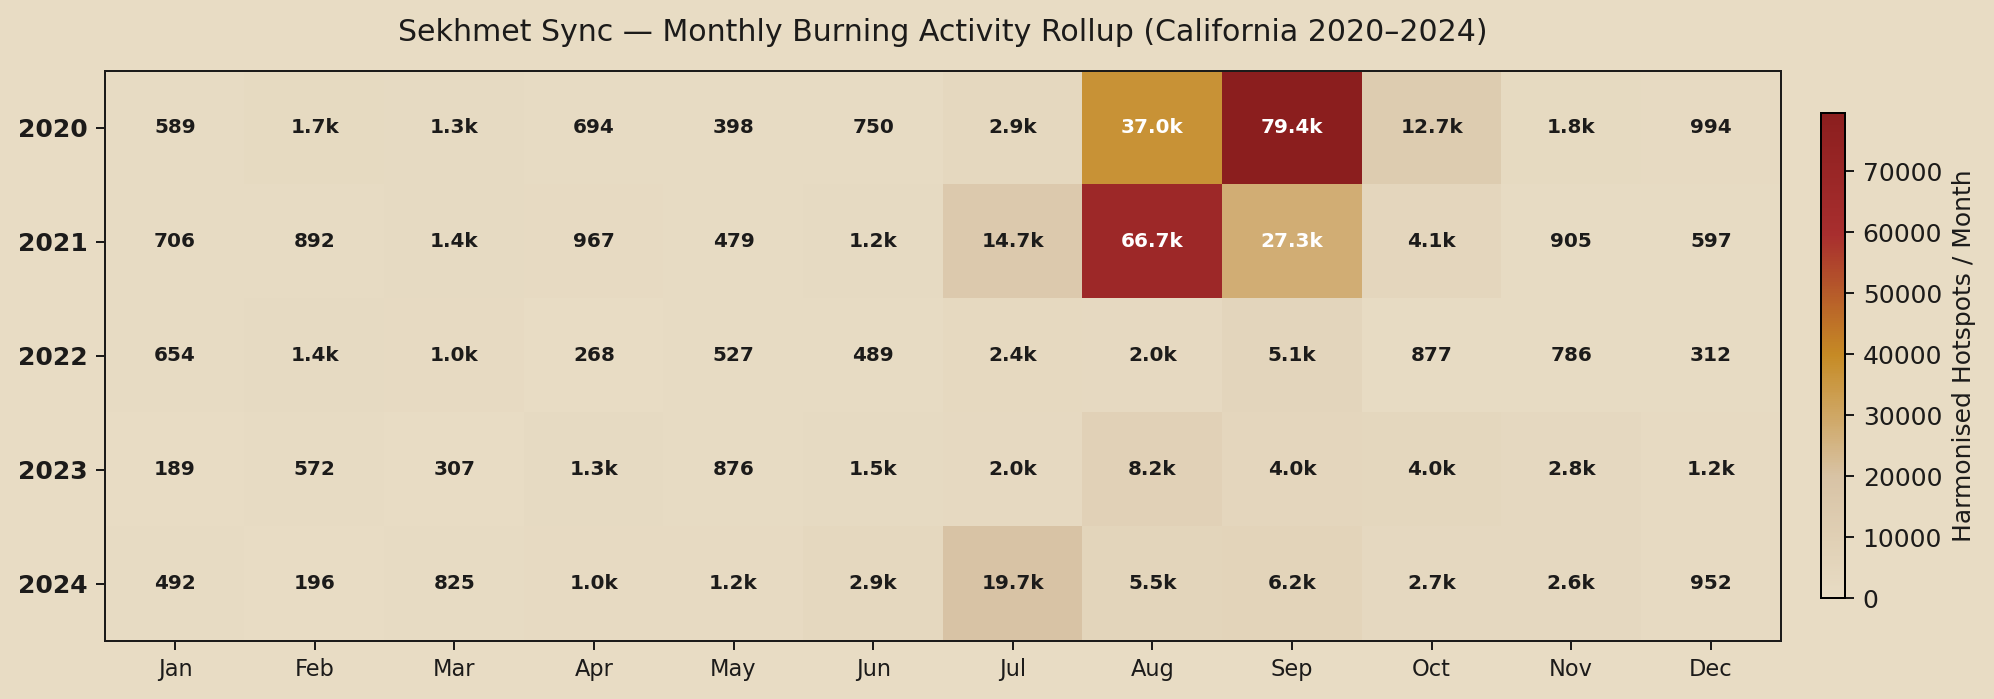 Sekhmet Sync — Monthly Burning Activity Rollup (California 2020–2024)
2020 589 1.7k 1.3k 694 398 750 2.9k 37.0k 79.4k 12.7k 1.8k 994
2021 706 892 1.4k 967 479 1.2k 14.7k 66.7k 27.3k 4.1k 905 597
2022 654 1.4k 1.0k 268 527 489 2.4k 2.0k 5.1k 877 786 312
2023 189 572 307 1.3k 876 1.5k 2.0k 8.2k 4.0k 4.0k 2.8k 1.2k
2024 492 196 825 1.0k 1.2k 2.9k 19.7k 5.5k 6.2k 2.7k 2.6k 952
Jan Feb Mar Apr May Jun Jul Aug Sep Oct Nov Dec
70000
60000
50000
40000
30000
20000
10000
0
Harmonised Hotspots / Month